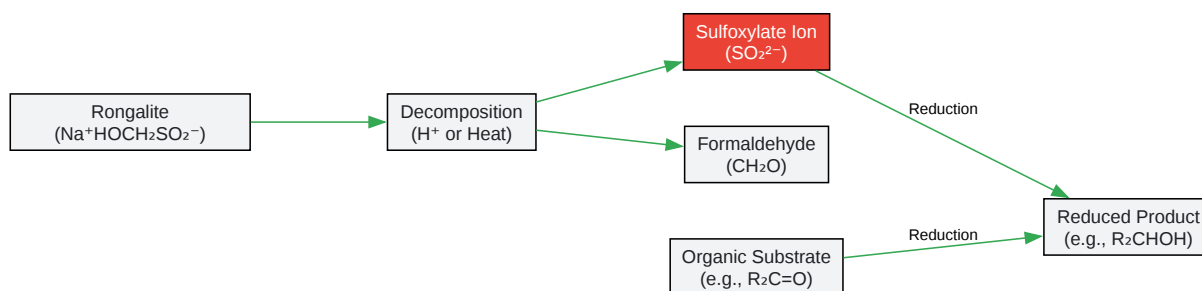 Sulfoxylate Ion
(SO₂²⁻)
Rongalite
(Na⁺HOCH₂SO₂⁻)
Decomposition
(H⁺ or Heat)
Reduction
Formaldehyde
(CH₂O)
Reduced Product
(e.g., R₂CHOH)
Reduction
Organic Substrate
(e.g., R₂C=O)